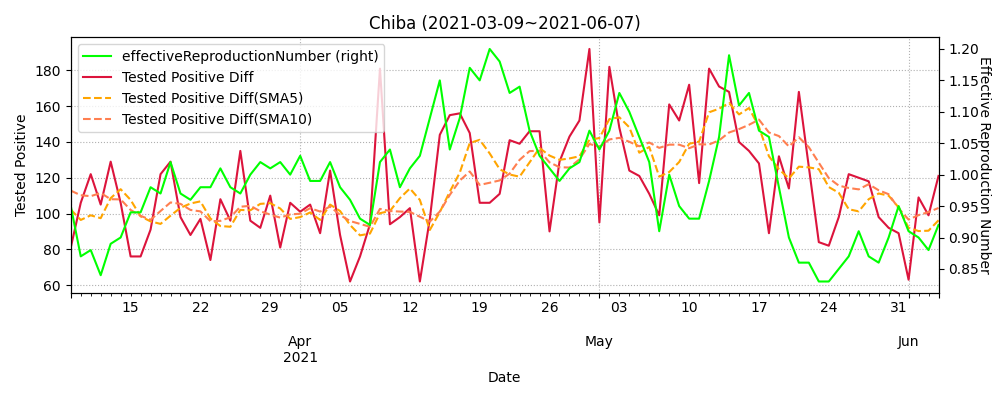 Chiba (2021-03-09~2021-06-07)
effectiveReproductionNumber (right)
Tested Positive Diff
Tested Positive Diff(SMA5)
Tested Positive Diff(SMA10)
Tested Positive
180
160
140
120
100
80
60
Effective Reproduction Number
1.20
1.15
1.10
1.05
1.00
0.95
0.90
0.85
15 22 29 05 12 19 26 03 10 17 24 31
Apr May Jun
2021
Date